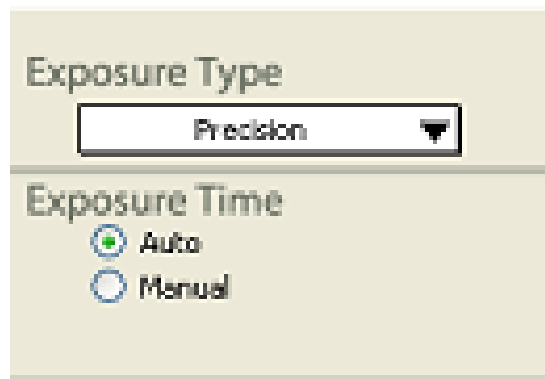 Exposure Type
Precision
Exposure Time
Auto
Manual